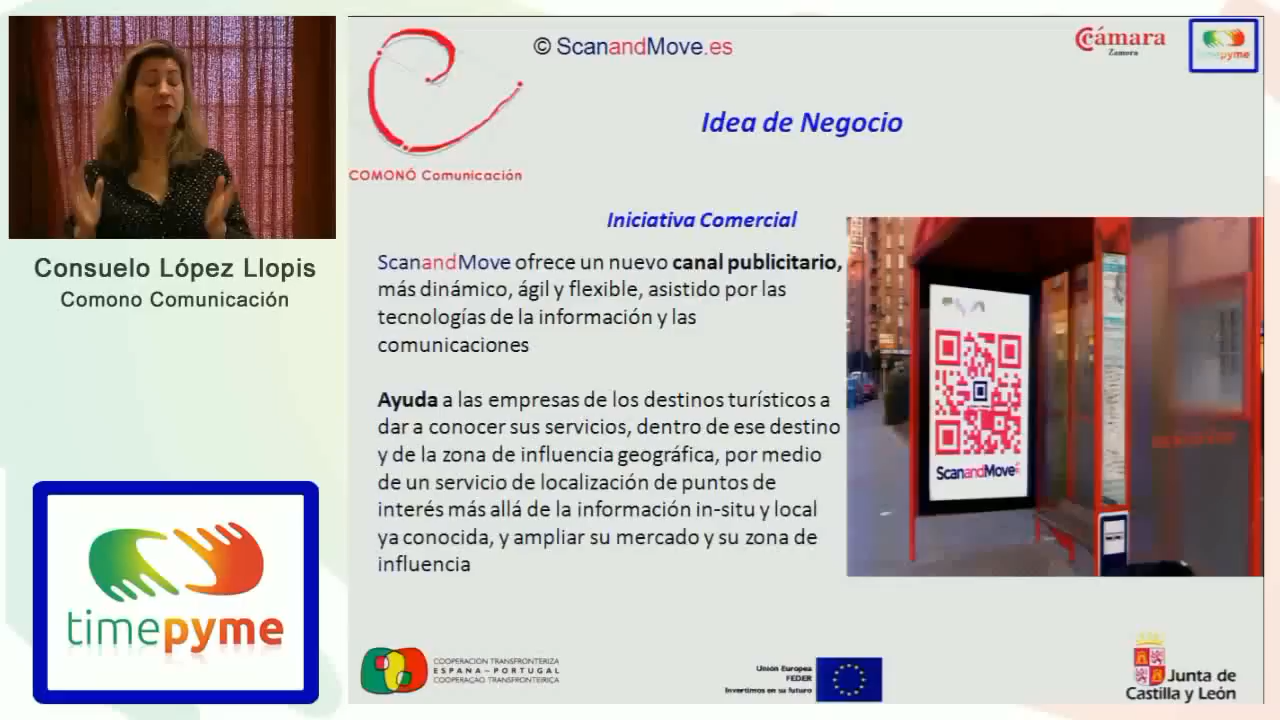 Consuelo López Llopis
Comono Comunicación
timepyme
COMONÓ Comunicación
© ScanandMove.es
Cámara
Zamora
timepyme
Idea de Negocio
Iniciativa Comercial
ScanandMove ofrece un nuevo canal publicitario,
más dinámico, ágil y flexible, asistido por las
tecnologías de la información y las
comunicaciones
Ayuda a las empresas de los destinos turísticos a
dar a conocer sus servicios, dentro de ese destino
y de la zona de influencia geográfica, por medio
de un servicio de localización de puntos de
interés más allá de la información in-situ y local
ya conocida, y ampliar su mercado y su zona de
influencia
ScanandMove
COOPERACION TRANSFRONTERIZA
ESPAÑA – PORTUGAL
COOPERAÇÃO TRANSFRONTEIRIÇA
Unión Europea
FEDER
Invertimos en su futuro
Junta de
Castilla y León